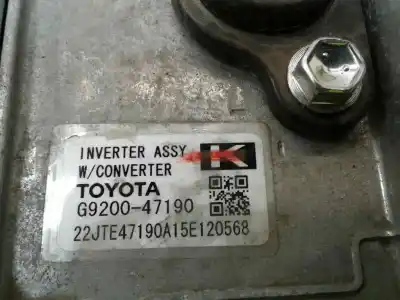 INVERTER ASSY K
W/CONVERTER
TOYOTA
G9200-47190
22JTE47190A15E120568